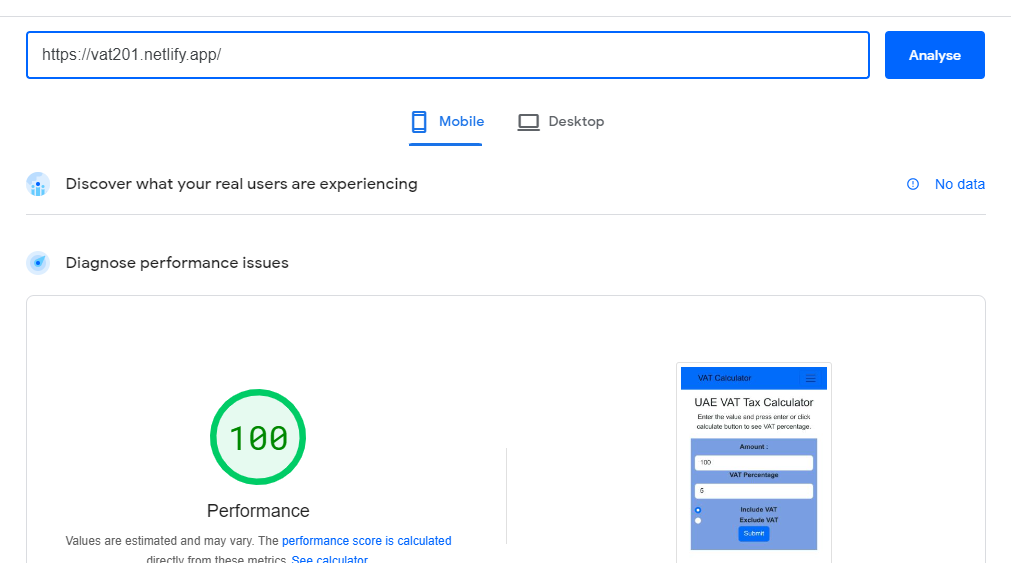 https://vat201.netlify.app/
Analyse
Mobile
Desktop
Discover what your real users are experiencing
No data
Diagnose performance issues
100
Performance
Values are estimated and may vary. The performance score is calculated
directly from these metrics. See calculator.
VAT Calculator
UAE VAT Tax Calculator
Enter the value and press enter or click
calculate button to see VAT percentage.
Amount :
100
VAT Percentage
5
Include VAT
Exclude VAT
Submit